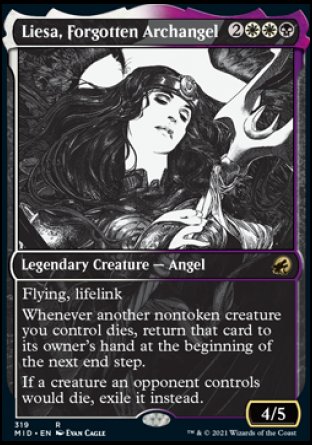 Liesa, Forgotten Archangel 2
Legendary Creature — Angel
Flying, lifelink
Whenever another nontoken creature
you control dies, return that card to
its owner's hand at the beginning of
the next end step.
If a creature an opponent controls
would die, exile it instead.
4/5
319 R
MID • EN Evan Cagle
™ & © 2021 Wizards of the Coast